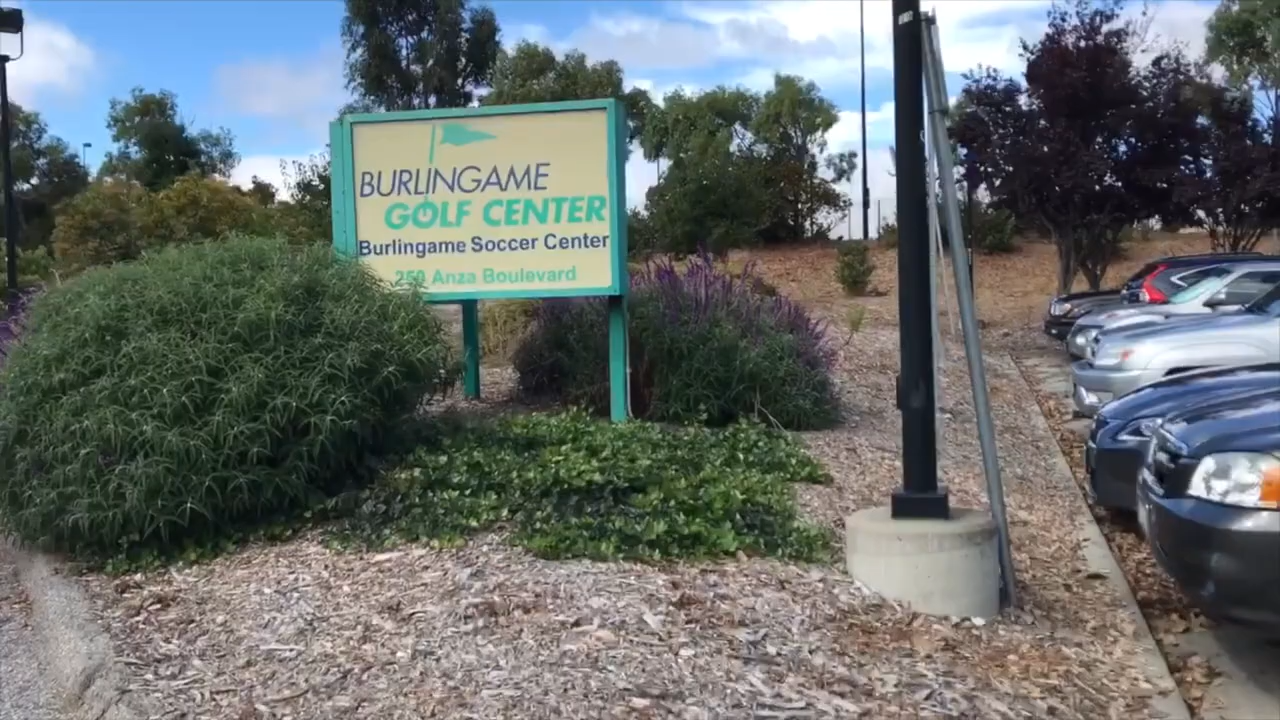 BURLINGAME
GOLF CENTER
Burlingame Soccer Center
250 Anza Boulevard